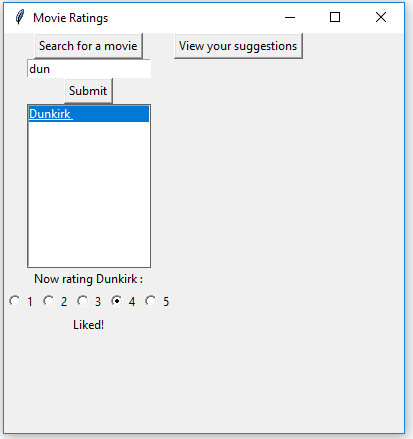 Movie Ratings
Search for a movie View your suggestions
dun
Submit
Dunkirk
Now rating Dunkirk :
1 2 3 4 5
Liked!